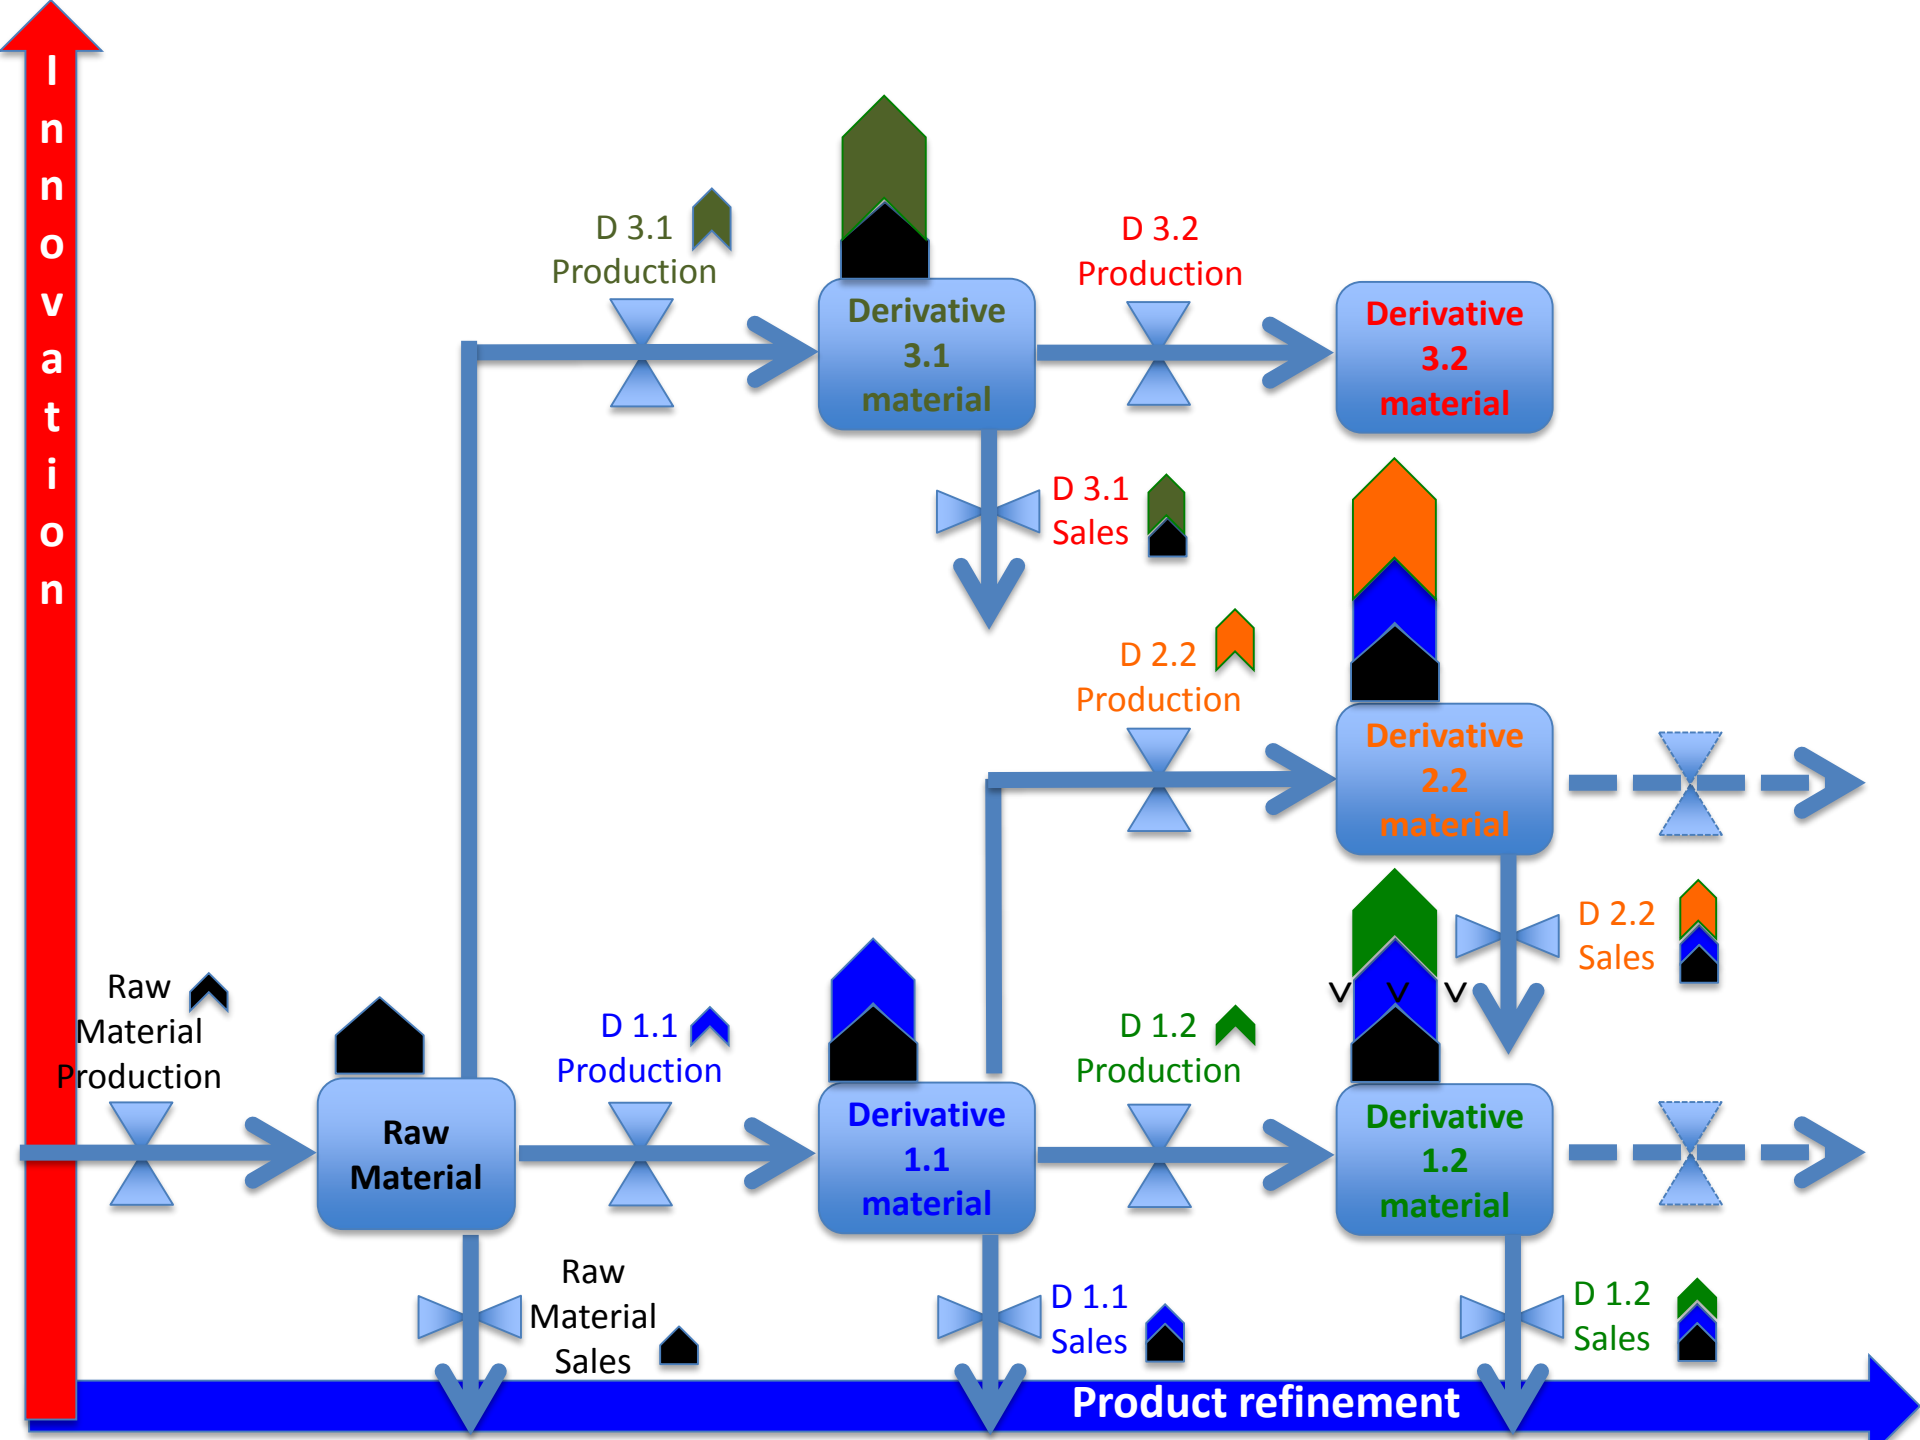 I
n
n
o
v
a
t
i
o
n
D 3.1
Production
D 3.2
Production
Derivative
3.1
material
Derivative
3.2
material
D 3.1
Sales
D 2.2
Production
Derivative
2.2
material
D 2.2
Sales
Raw
Material
Production
D 1.1
Production
D 1.2
Production
V V V
Raw
Material
Derivative
1.1
material
Derivative
1.2
material
Raw
Material
Sales
D 1.1
Sales
D 1.2
Sales
Product refinement